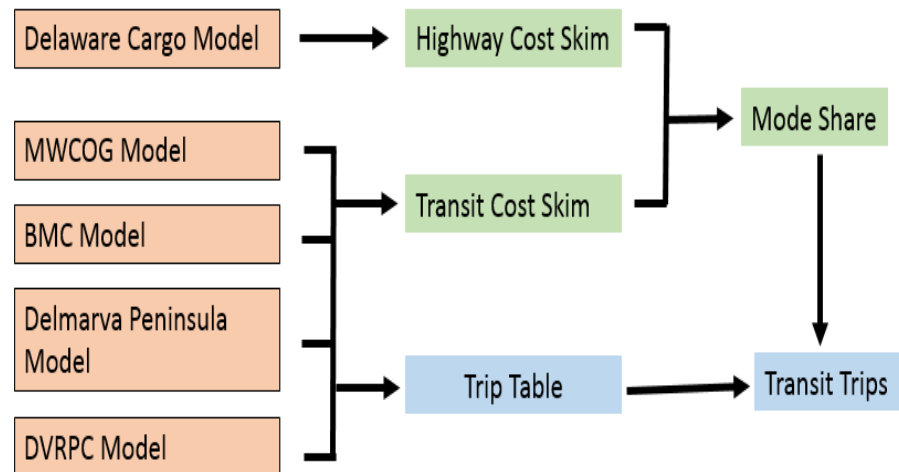 Delaware Cargo Model
Highway Cost Skim
Mode Share
MWCOG Model
Transit Cost Skim
BMC Model
Delmarva Peninsula
Model
Trip Table
Transit Trips
DVRPC Model